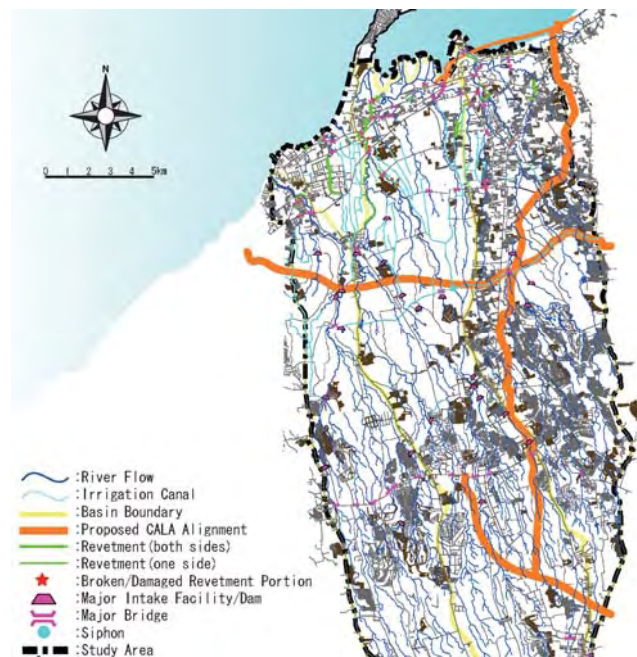 N
0 1 2 3 4 5km
:River Flow
:Irrigation Canal
:Basin Boundary
:Proposed CALA Alignment
:Revetment(both sides)
:Revetment(one side)
:Broken/Damaged Revetment Portion
:Major Intake Facility/Dam
:Major Bridge
:Siphon
:Study Area